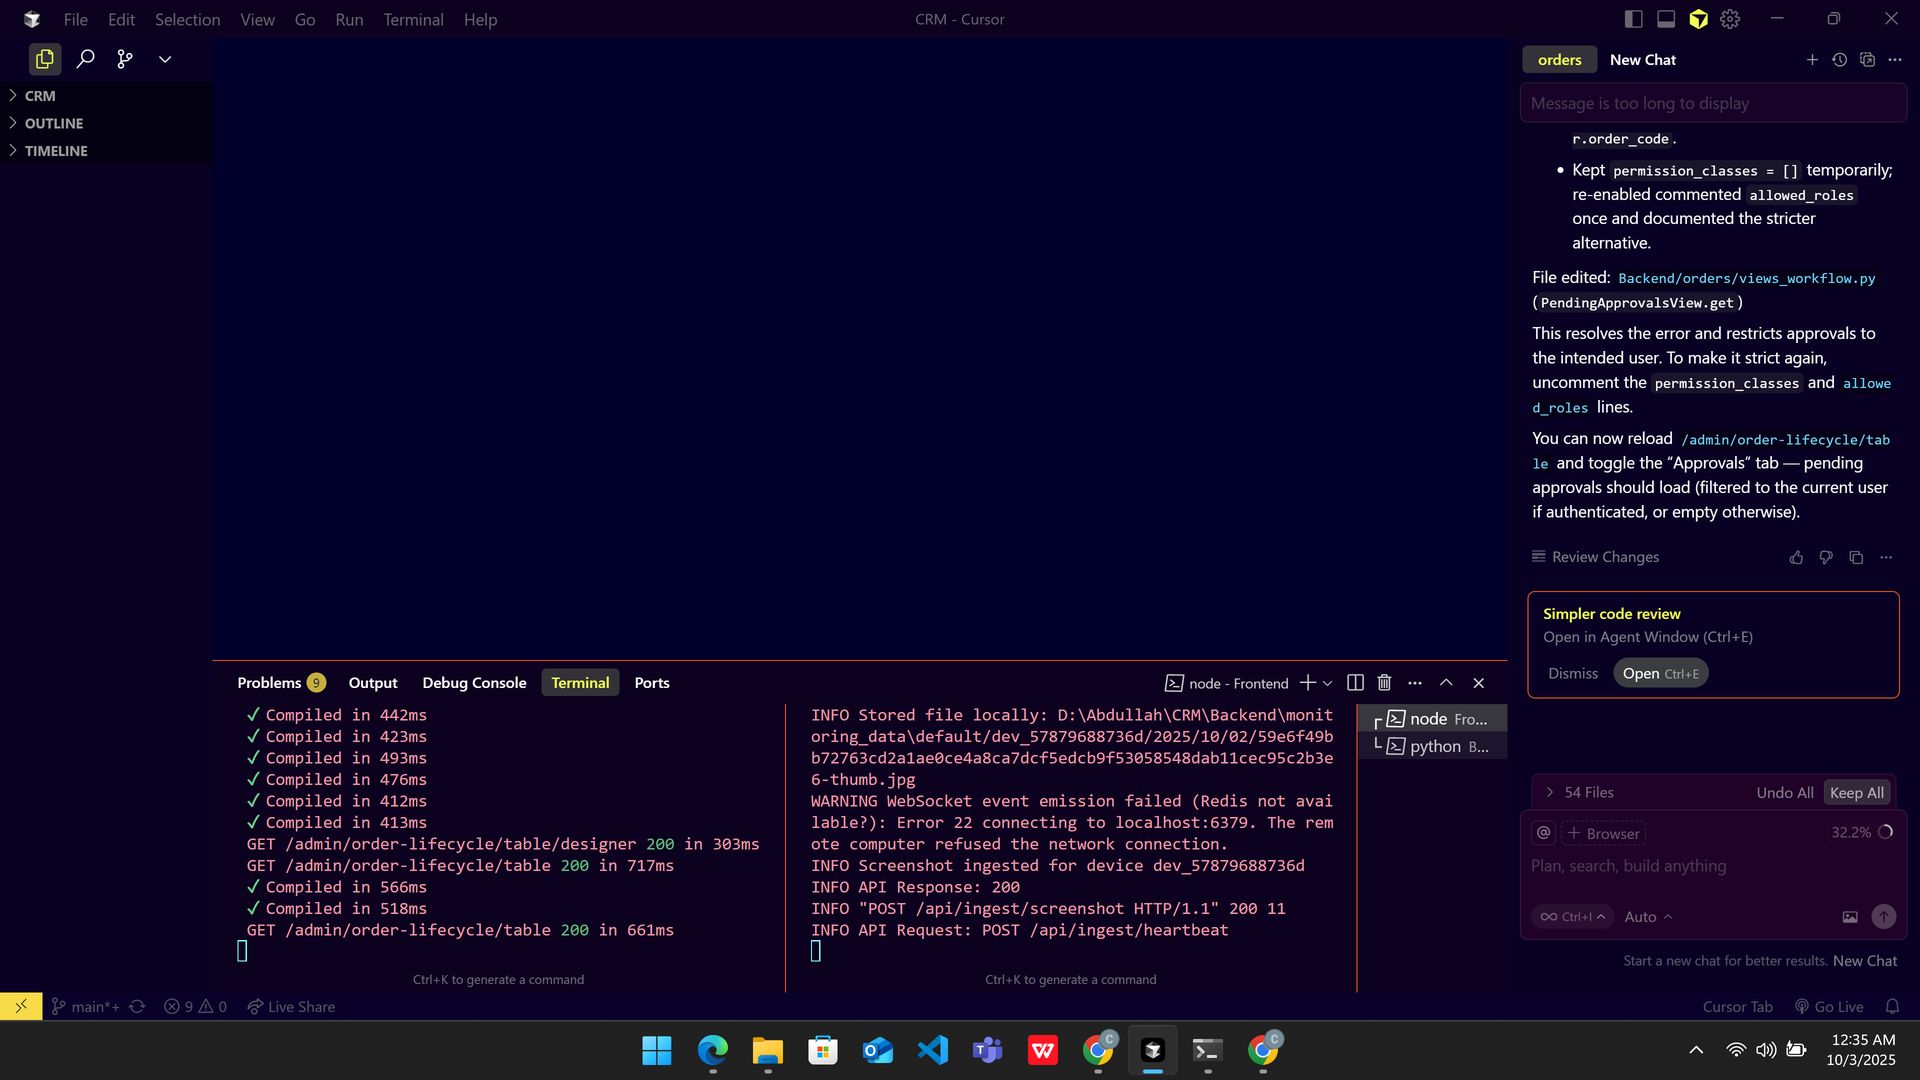 File Edit Selection View Go Run Terminal Help
CRM - Cursor
CRM
OUTLINE
TIMELINE
orders New Chat
Message is too long to display
r.order_code.
• Kept permission_classes = [] temporarily;
re-enabled commented allowed_roles
once and documented the stricter
alternative.
File edited: Backend/orders/views_workflow.py
(PendingApprovalsView.get)
This resolves the error and restricts approvals to
the intended user. To make it strict again,
uncomment the permission_classes and allowe
d_roles lines.
You can now reload /admin/order-lifecycle/tab
le and toggle the “Approvals” tab — pending
approvals should load (filtered to the current user
if authenticated, or empty otherwise).
Review Changes
Simpler code review
Open in Agent Window (Ctrl+E)
Dismiss Open Ctrl+E
54 Files Undo All Keep All
@ + Browser 32.2%
Plan, search, build anything
∞ Ctrl+I Auto
Start a new chat for better results. New Chat
Problems 9 Output Debug Console Terminal Ports
node - Frontend
✓ Compiled in 442ms
✓ Compiled in 423ms
✓ Compiled in 493ms
✓ Compiled in 476ms
✓ Compiled in 412ms
✓ Compiled in 413ms
GET /admin/order-lifecycle/table/designer 200 in 303ms
GET /admin/order-lifecycle/table 200 in 717ms
✓ Compiled in 566ms
✓ Compiled in 518ms
GET /admin/order-lifecycle/table 200 in 661ms
Ctrl+K to generate a command
INFO Stored file locally: D:\Abdullah\CRM\Backend\monit
oring_data\default/dev_57879688736d/2025/10/02/59e6f49b
b72763cd2a1ae0ce4a8ca7dcf5edcb9f53058548dab11cec95c2b3e
6-thumb.jpg
WARNING WebSocket event emission failed (Redis not avai
lable?): Error 22 connecting to localhost:6379. The rem
ote computer refused the network connection.
INFO Screenshot ingested for device dev_57879688736d
INFO API Response: 200
INFO "POST /api/ingest/screenshot HTTP/1.1" 200 11
INFO API Request: POST /api/ingest/heartbeat
Ctrl+K to generate a command
node Fro...
python B...
main*+ 9 0 Live Share
Cursor Tab Go Live
12:35 AM
10/3/2025